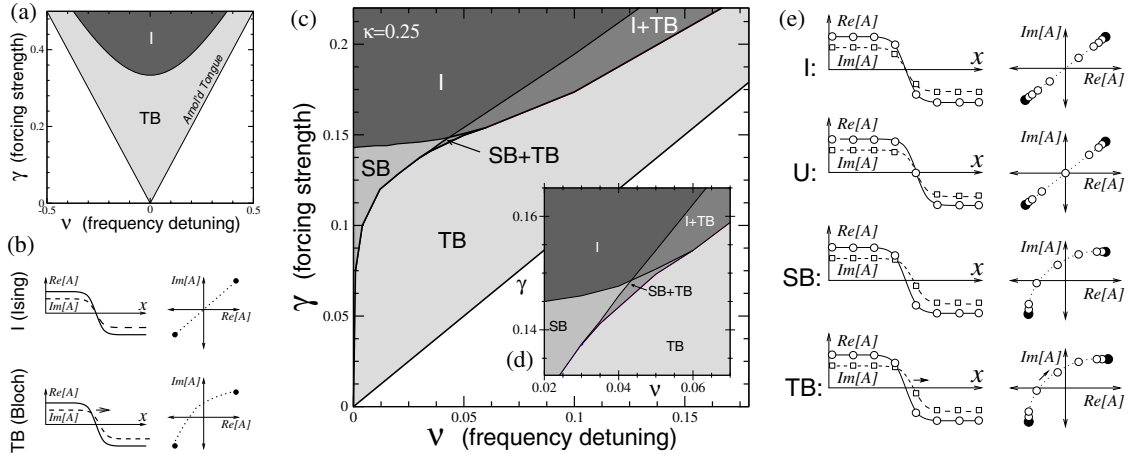 (a)
γ (forcing strength)
0.4
0.2
0
I
TB
Arnol'd Tongue
-0.5
0
0.5
ν (frequency detuning)
(b)
I (Ising)
Re[A]
Im[A]
x
Im[A]
Re[A]
TB (Bloch)
Re[A]
Im[A]
x
Im[A]
Re[A]
(c)
γ (forcing strength)
κ=0.25
0.2
0.15
0.1
0.05
0
I
I+TB
SB
SB+TB
TB
0
0.05
0.1
0.15
ν (frequency detuning)
(d)
γ
0.16
0.14
I
I+TB
SB+TB
SB
TB
0.02
0.04
0.06
ν
(e)
I:
Re[A]
Im[A]
x
Im[A]
Re[A]
U:
Re[A]
Im[A]
x
Im[A]
Re[A]
SB:
Re[A]
Im[A]
x
Im[A]
Re[A]
TB:
Re[A]
Im[A]
x
Im[A]
Re[A]